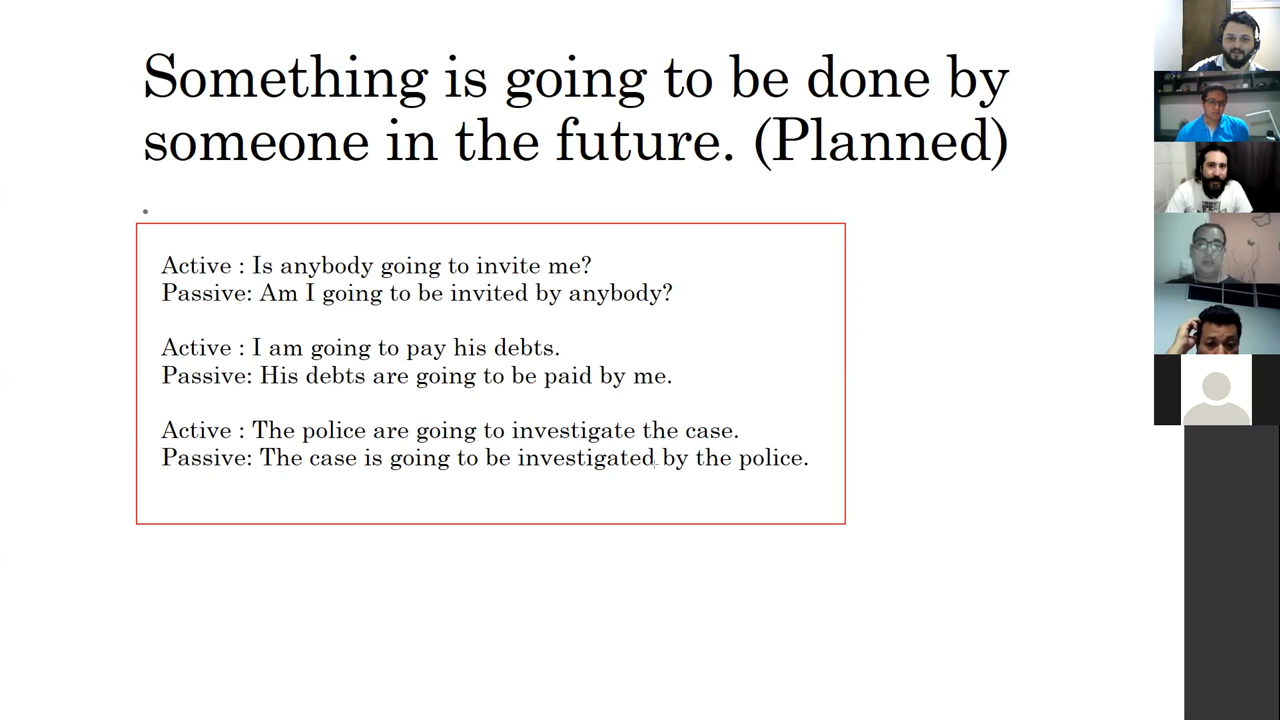 Something is going to be done by
someone in the future. (Planned)
Active : Is anybody going to invite me?
Passive: Am I going to be invited by anybody?
Active : I am going to pay his debts.
Passive: His debts are going to be paid by me.
Active : The police are going to investigate the case.
Passive: The case is going to be investigated by the police.